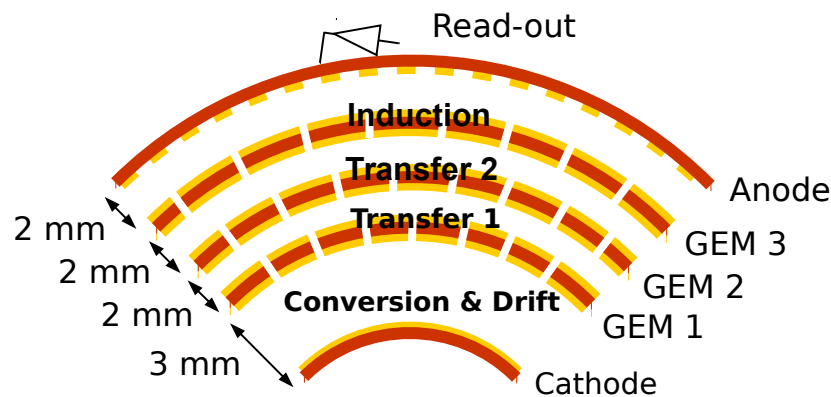 Read-out
Induction
Transfer 2
Anode
Transfer 1
2 mm
GEM 3
2 mm
GEM 2
Conversion & Drift
2 mm
GEM 1
3 mm
Cathode